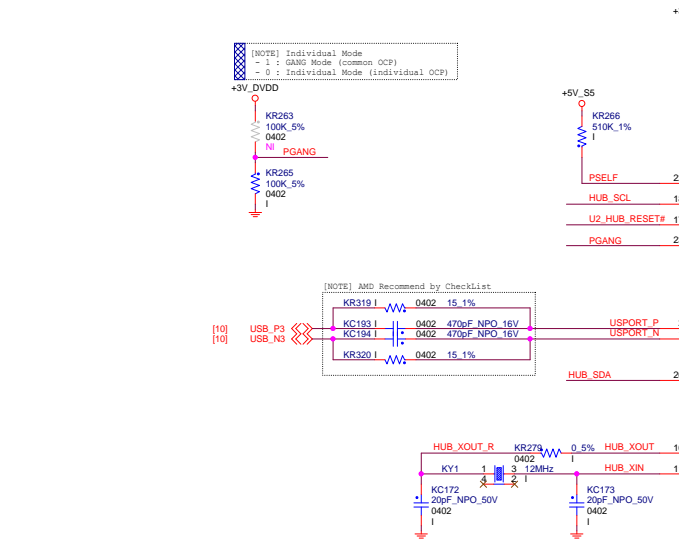 [NOTE] Individual Mode
- 1 : GANG Mode (common OCP)
- 0 : Individual Mode (individual OCP)
+3V_DVDD
KR263
100K_5%
0402
NI
PGANG
KR265
100K_5%
0402
I
+5V_S5
KR266
510K_1%
I
PSELF
HUB_SCL
U2_HUB_RESET#
PGANG
[NOTE] AMD Recommend by CheckList
KR319 I 0402 15_1%
[10] USB_P3 KC193 I 0402 470pF_NPO_16V USPORT_P
[10] USB_N3 KC194 I 0402 470pF_NPO_16V USPORT_N
KR320 I 0402 15_1%
HUB_SDA
HUB_XOUT_R KR279 0_5% HUB_XOUT
0402 I
KY1 1 3 12MHz HUB_XIN
4 2 I
KC172
20pF_NPO_50V
0402
I
KC173
20pF_NPO_50V
0402
I